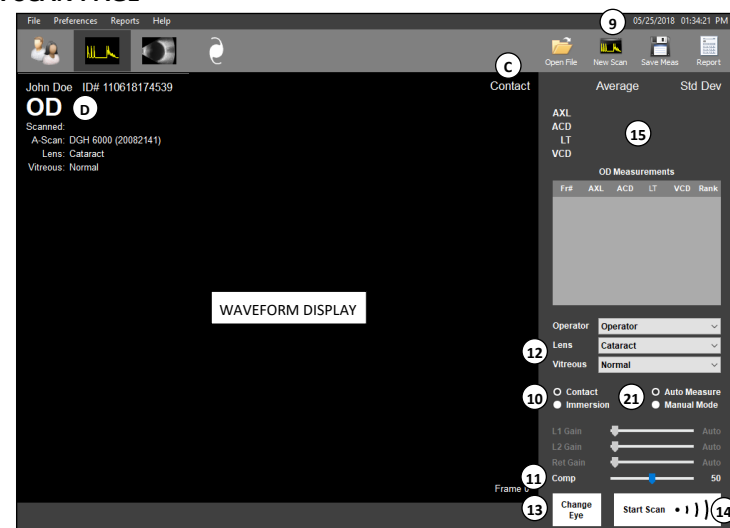 File Preferences Reports Help 9 05/25/2018 01:34:21 PM
Open File New Scan Save Meas Report
C
John Doe ID# 110618174539 Contact Average Std Dev
OD D
Scanned:
A-Scan: DGH 6000 (20082141)
Lens: Cataract
Vitreous: Normal
AXL
ACD
LT
VCD
15
OD Measurements
Fr# AXL ACD LT VCD Rank
WAVEFORM DISPLAY
Operator Operator
Lens Cataract
12
Vitreous Normal
10 Contact 21 Auto Measure
Immersion Manual Mode
L1 Gain Auto
L2 Gain Auto
Ret Gain Auto
11 Comp 50
Frame 0
13 Change Eye Start Scan 14